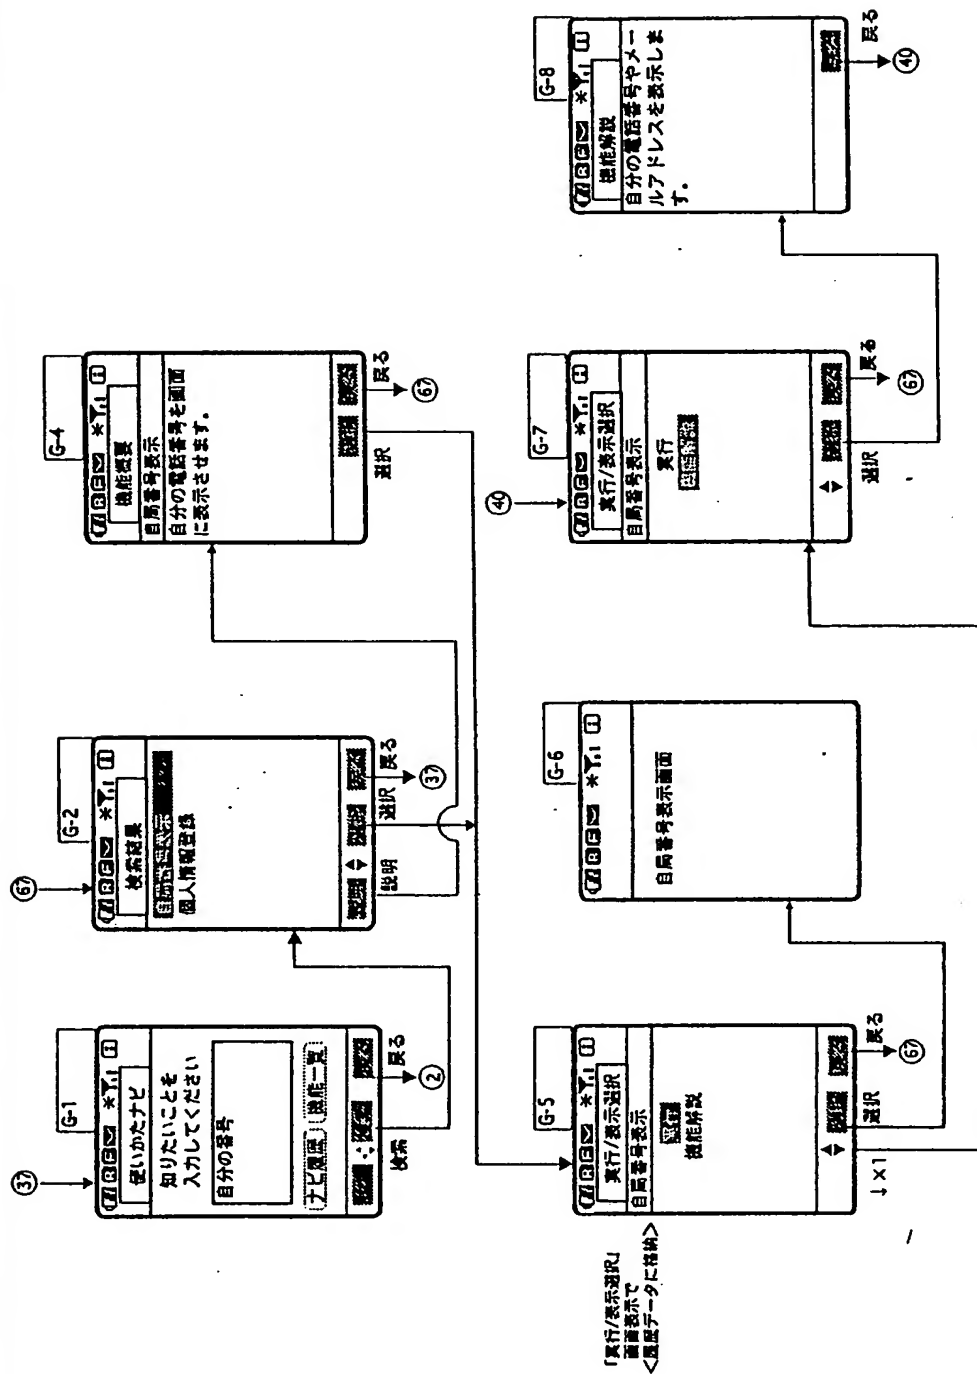 ㊲
G-1
使いかたナビ
知りたいことを
入力してください
自分の番号
ナビ履歴 機能一覧
検索
戻る
②
㊿
G-2
検索結果
個人情報登録
説明
選択
戻る
㊲
G-4
機能概要
自局番号表示
自分の電話番号を画面
に表示させます。
選択
戻る
「実行/表示選択」
画面表示で
<履歴データに格納>
G-5
実行/表示選択
自局番号表示
機能解説
↓×1
選択
戻る
G-6
自局番号表示画面
㊵
G-7
実行/表示選択
自局番号表示
実行
選択
戻る
G-8
機能解説
自分の電話番号やメー
ルアドレスを表示しま
す。
戻る
㊵